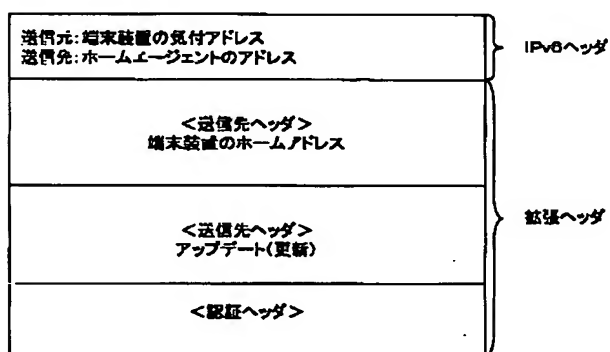 送信元:端末装置の気付アドレス
送信先:ホームエージェントのアドレス
IPv6ヘッダ
<送信先ヘッダ>
端末装置のホームアドレス
<送信先ヘッダ>
アップデート(更新)
拡張ヘッダ
<認証ヘッダ>